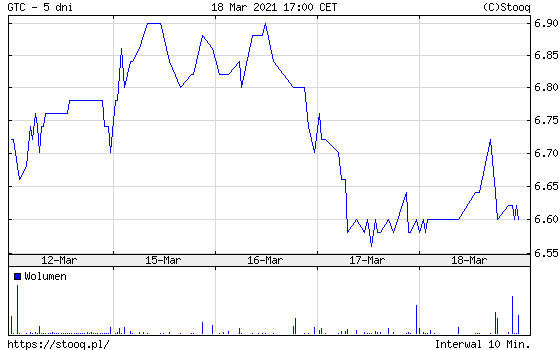 GTC - 5 dni 18 Mar 2021 17:00 CET (C)Stooq
6.90
6.85
6.80
6.75
6.70
6.65
6.60
6.55
12-Mar 15-Mar 16-Mar 17-Mar 18-Mar
Wolumen
https://stooq.pl/ Interwal 10 Min.